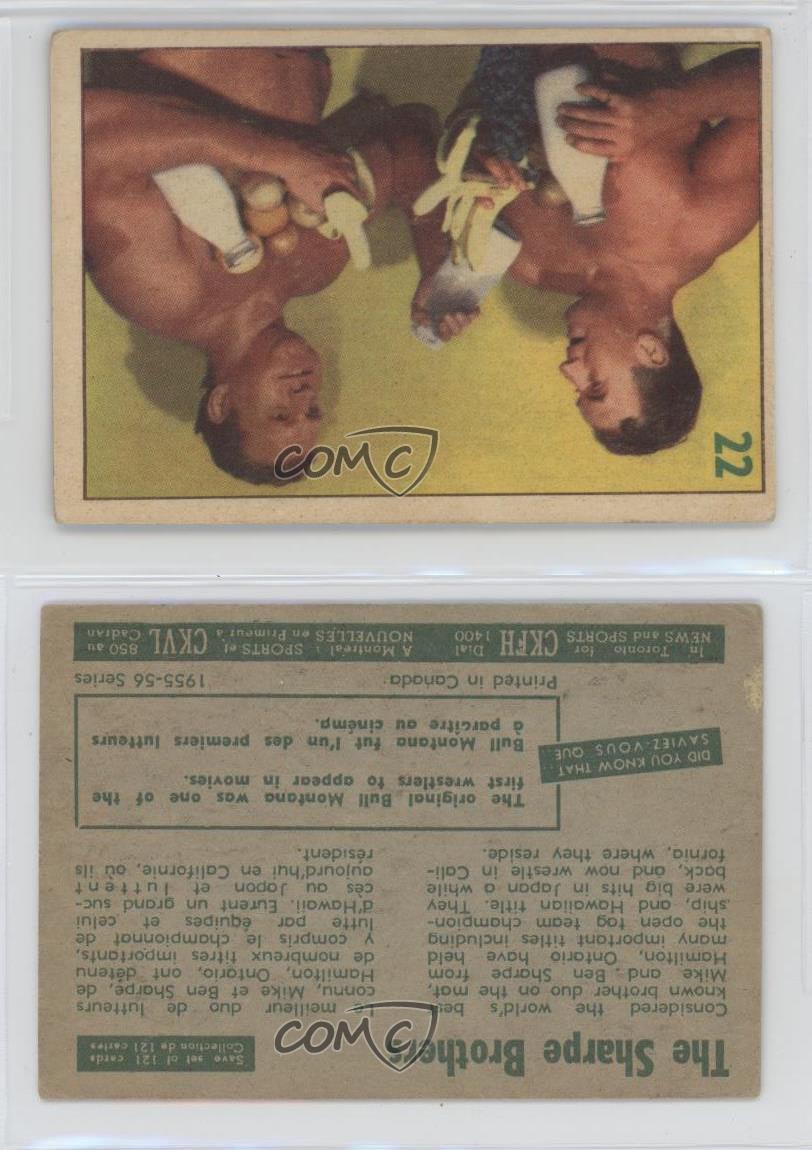 22
COMC
The Sharpe Brothers
Save set of 121 cards
Collection de 121 cartes
COMC
Considered the world's best
known brother duo on the mat,
Mike and Ben Sharpe from
Hamilton, Ontario have held
many important titles including
the open tag team champion-
ship, and Hawaiian title. They
were big hits in Japan a while
back, and now wrestle in Cali-
fornia, where they reside.
Le meilleur duo de lutteurs
connu, Mike et Ben Sharpe, de
Hamilton, Ontario, ont détenu
de nombreux titres importants,
y compris le championnat de
lutte par équipes et celui
d'Hawaii. Eurent un grand suc-
cès au Japon et luttent
aujourd'hui en Californie, où ils
résident.
DID YOU KNOW THAT..
SAVIEZ-VOUS QUE..
The original Bull Montana was one of the
first wrestlers to appear in movies.
Bull Montana fut l'un des premiers lutteurs
à parcître au cinémp.
Printed in Canada
1955-56 Series
In Toronto for
NEWS and SPORTS
CKFH
Dial
1400
A Montreal :
NOUVELLES et SPORTS en Primeur à
CKVL
850 au
Cadran